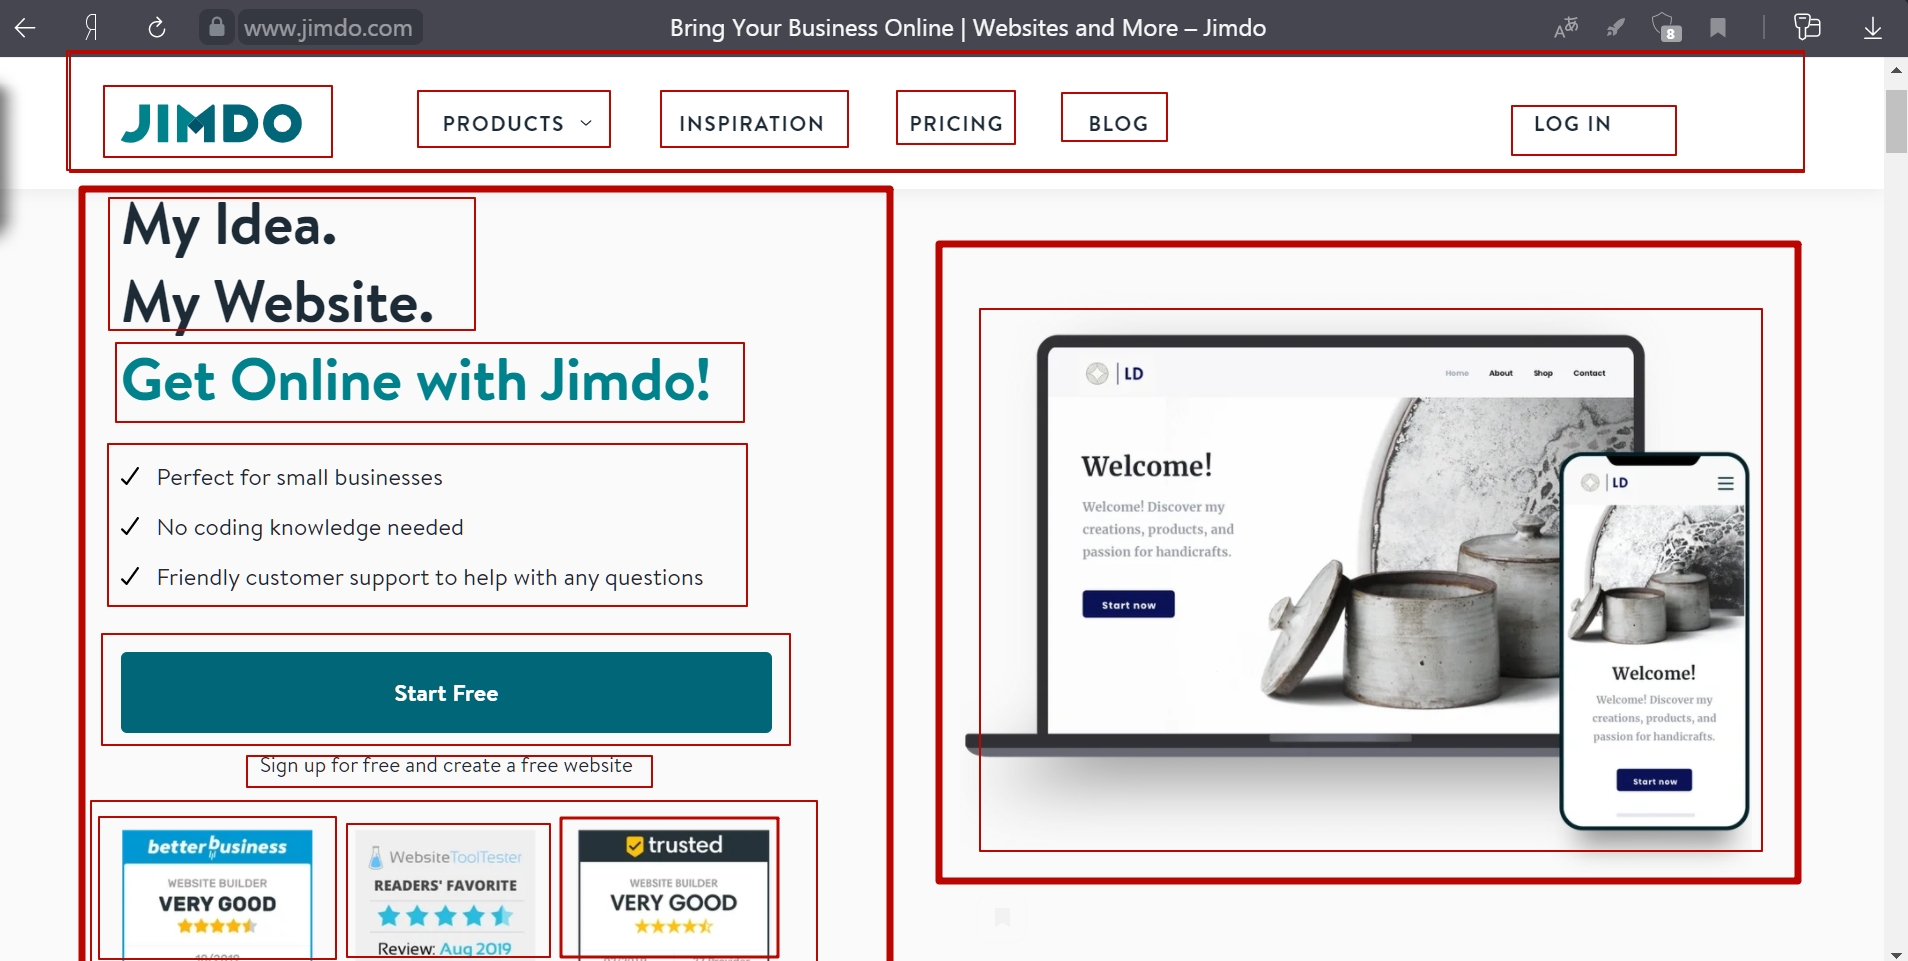 www.jimdo.com
Bring Your Business Online | Websites and More – Jimdo
8
JIMDO
PRODUCTS
INSPIRATION
PRICING
BLOG
LOG IN
My Idea.
My Website.
Get Online with Jimdo!
Perfect for small businesses
No coding knowledge needed
Friendly customer support to help with any questions
Start Free
Sign up for free and create a free website
betterbusiness
WEBSITE BUILDER
VERY GOOD
WebsiteToolTester
READERS' FAVORITE
Review: Aug 2019
trusted
WEBSITE BUILDER
VERY GOOD
LD
Home
About
Shop
Contact
Welcome!
Welcome! Discover my
creations, products, and
passion for handicrafts.
Start now
LD
Welcome!
Welcome! Discover my
creations, products, and
passion for handicrafts.
Start now